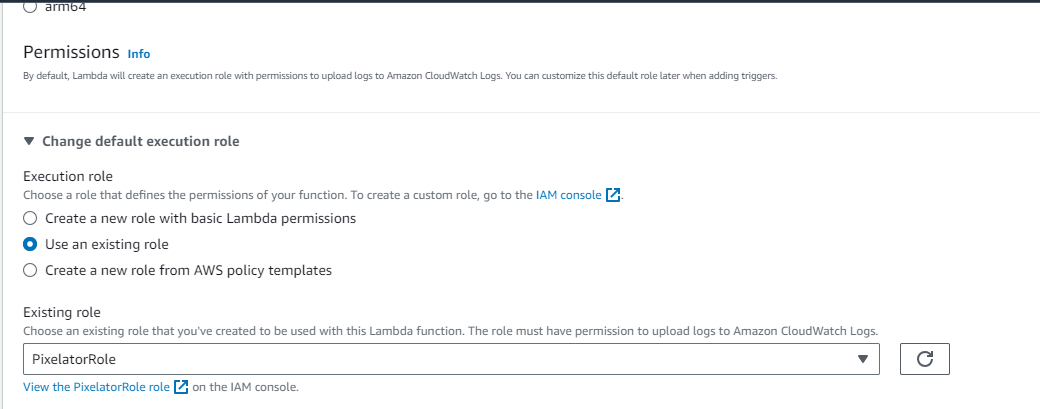 arm64
Permissions Info
By default, Lambda will create an execution role with permissions to upload logs to Amazon CloudWatch Logs. You can customize this default role later when adding triggers.
Change default execution role
Execution role
Choose a role that defines the permissions of your function. To create a custom role, go to the IAM console.
Create a new role with basic Lambda permissions
Use an existing role
Create a new role from AWS policy templates
Existing role
Choose an existing role that you've created to be used with this Lambda function. The role must have permission to upload logs to Amazon CloudWatch Logs.
PixelatorRole
View the PixelatorRole role on the IAM console.